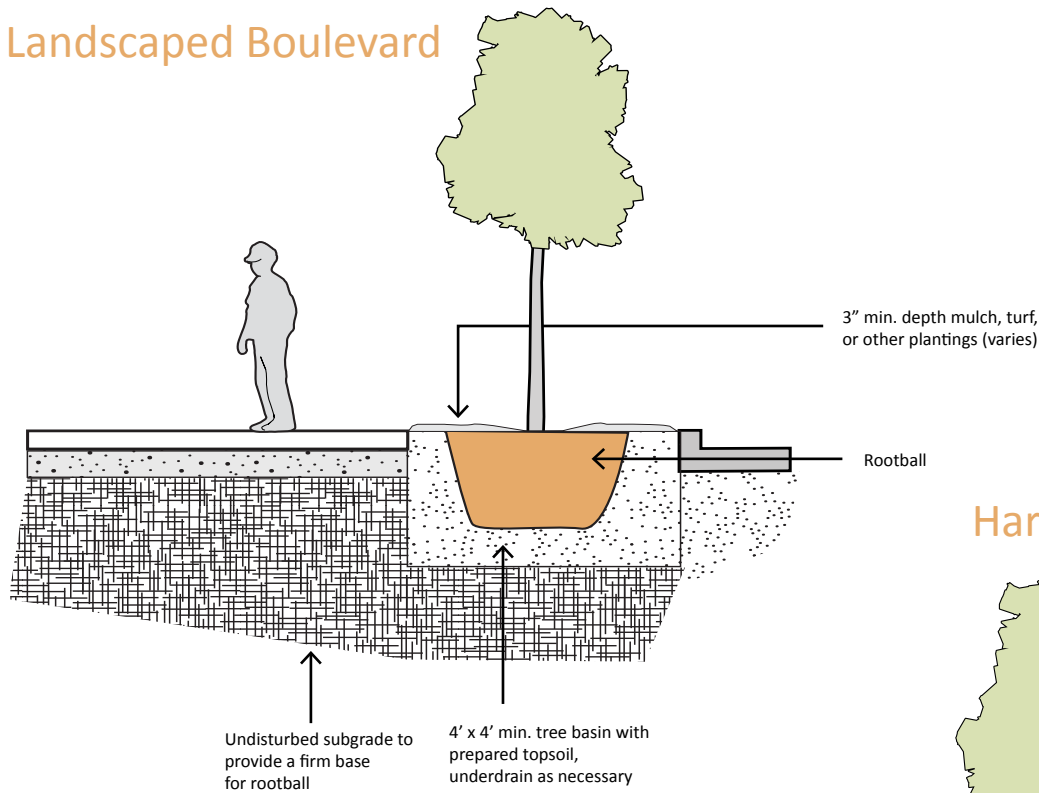 Landscaped Boulevard
3” min. depth mulch, turf,
or other plantings (varies)
Rootball
Har
Undisturbed subgrade to
provide a firm base
for rootball
4’ x 4’ min. tree basin with
prepared topsoil,
underdrain as necessary